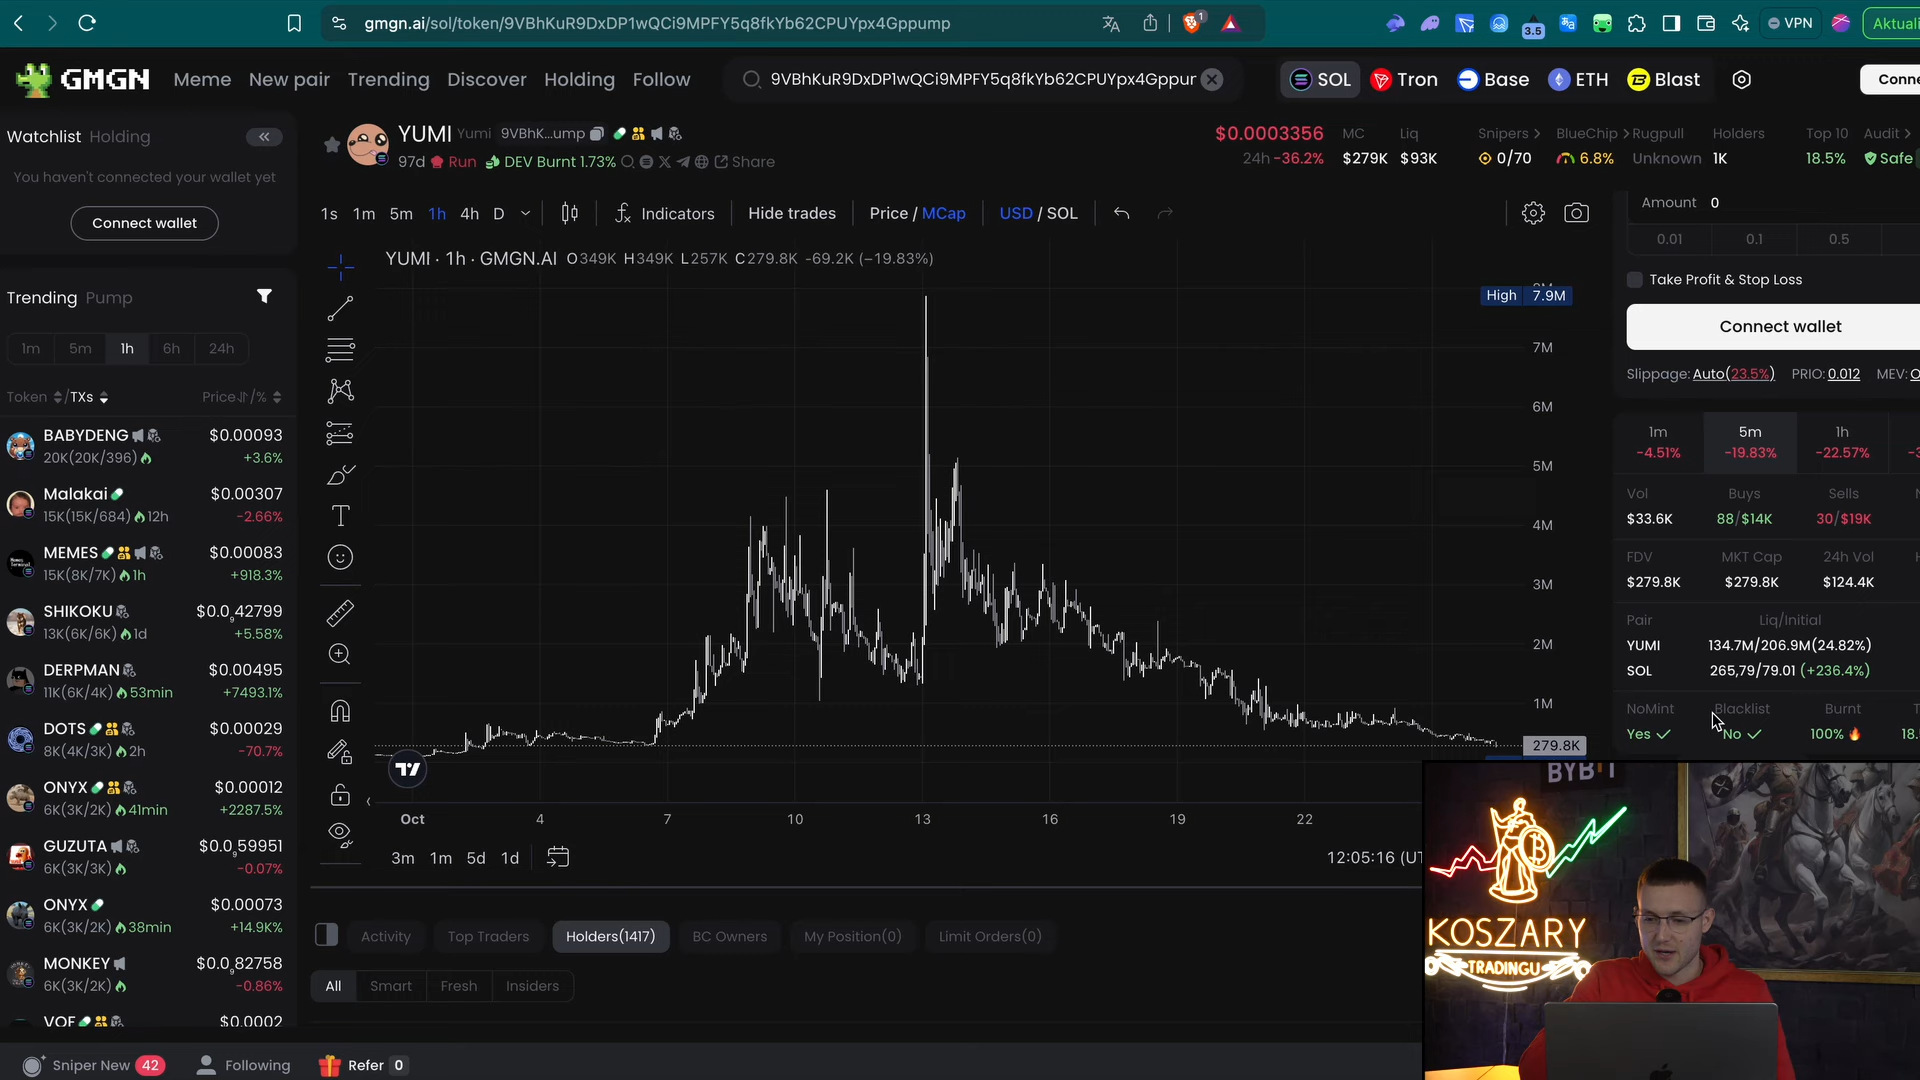 gmgn.ai/sol/token/9VBhKuR9DxDP1wQCi9MPFY5q8fkYb62CPUYpx4Gppump
1
3.5
VPN
Aktuali
GMGN
Meme New pair Trending Discover Holding Follow
9VBhKuR9DxDP1wQCi9MPFY5q8fkYb62CPUYpx4Gppur
SOL Tron Base ETH Blast
Conne
Watchlist Holding
You haven't connected your wallet yet
Connect wallet
YUMI Yumi 9VBhK...ump
97d Run DEV Burnt 1.73% Share
$0.0003356
24h -36.2%
MC Liq Snipers BlueChip Rugpull Holders Top 10 Audit
$279K $93K 0/70 6.8% Unknown 1K 18.5% Safe
1s 1m 5m 1h 4h D Indicators Hide trades Price / MCap USD / SOL
YUMI · 1h · GMGN.AI O349K H349K L257K C279.8K -69.2K (−19.83%)
High 7.9M
7M
6M
5M
4M
3M
2M
1M
279.8K
Oct 4 7 10 13 16 19 22
3m 1m 5d 1d
12:05:16 (UT
Trending Pump
1m 5m 1h 6h 24h
Token /TXs Price /%
BABYDENG $0.00093
20K(20K/396) +3.6%
Malakai $0.00307
15K(15K/684) 12h -2.66%
MEMES $0.00083
15K(8K/7K) 1h +918.3%
SHIKOKU $0.0₉42799
13K(6K/6K) 1d +5.58%
DERPMAN $0.00495
11K(6K/4K) 53min +7493.1%
DOTS $0.00029
8K(4K/3K) 2h -70.7%
ONYX $0.00012
6K(3K/2K) 41min +2287.5%
GUZUTA $0.0₉59951
6K(3K/3K) -0.07%
ONYX $0.00073
6K(3K/2K) 38min +14.9K%
MONKEY $0.0₉82758
6K(3K/2K) -0.86%
VOF $0.0002
Amount 0
0.01 0.1 0.5
Take Profit & Stop Loss
Connect wallet
Slippage: Auto(23.5%) PRIO: 0.012 MEV:
1m 5m 1h
-4.51% -19.83% -22.57%
Vol Buys Sells
$33.6K 88/$14K 30/$19K
FDV MKT Cap 24h Vol
$279.8K $279.8K $124.4K
Pair Liq/Initial
YUMI 134.7M/206.9M(24.82%)
SOL 265,79/79.01 (+236.4%)
NoMint Blacklist Burnt
Yes No 100% 18.
BYBIT
KOSZARY
TRADINGU
Activity Top Traders Holders(1417) BC Owners My Position(0) Limit Orders(0)
All Smart Fresh Insiders
Sniper New 42 Following Refer 0